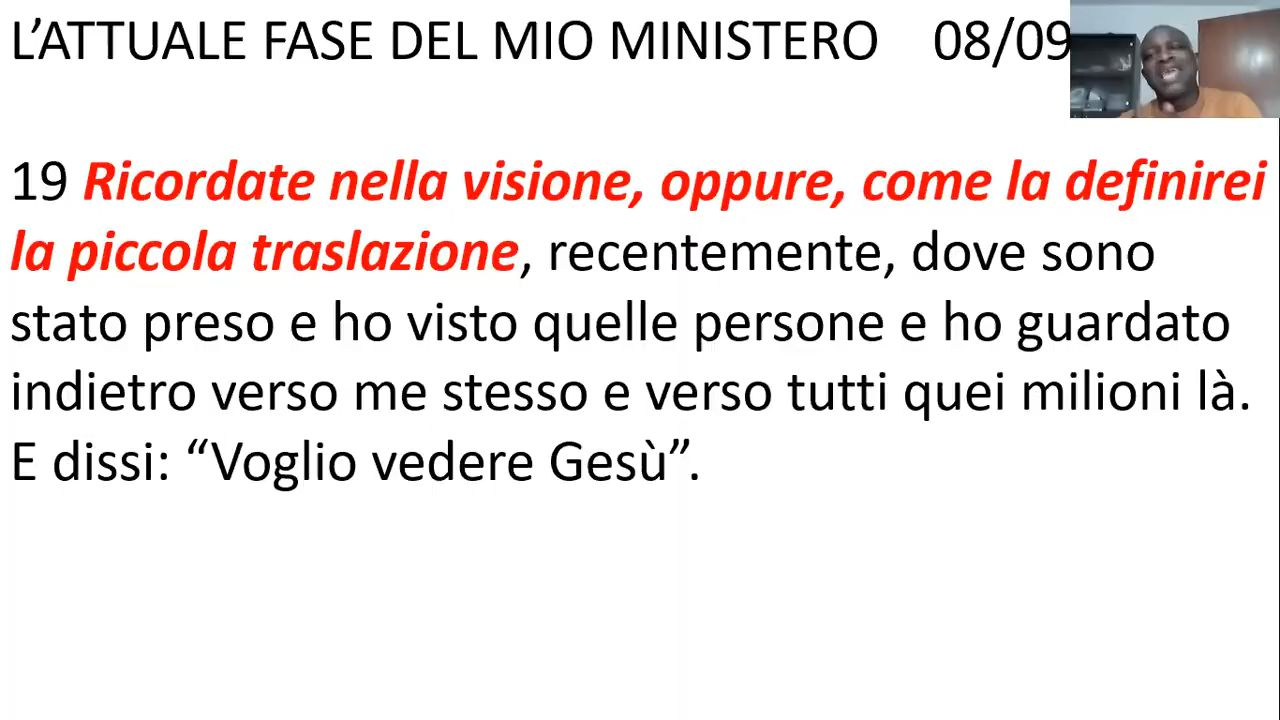 L’ATTUALE FASE DEL MIO MINISTERO 08/09
19 Ricordate nella visione, oppure, come la definirei
la piccola traslazione, recentemente, dove sono
stato preso e ho visto quelle persone e ho guardato
indietro verso me stesso e verso tutti quei milioni là.
E dissi: “Voglio vedere Gesù”.